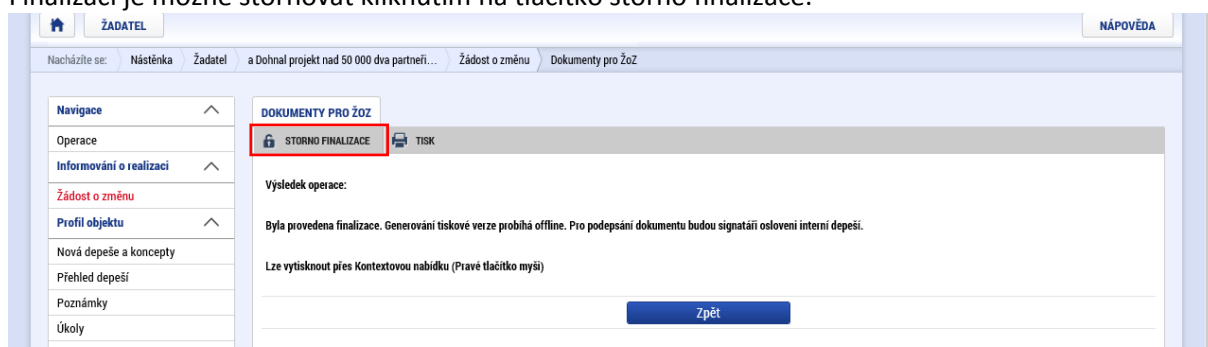 Finalizaci je možné stornovat kliknutím na tlačítko storno finalizace.
ŽADATEL
NÁPOVĚDA
Nacházíte se: Nástěnka Žadatel a Dohnal projekt nad 50 000 dva partneři... Žádost o změnu Dokumenty pro ŽoZ
Navigace
Operace
Informování o realizaci
Žádost o změnu
Profil objektu
Nová depeše a koncepty
Přehled depeší
Poznámky
Úkoly
DOKUMENTY PRO ŽOZ
STORNO FINALIZACE TISK
Výsledek operace:
Byla provedena finalizace. Generování tiskové verze probíhá offline. Pro podepsání dokumentu budou signatáři osloveni interní depeší.
Lze vytisknout přes Kontextovou nabídku (Pravé tlačítko myši)
Zpět